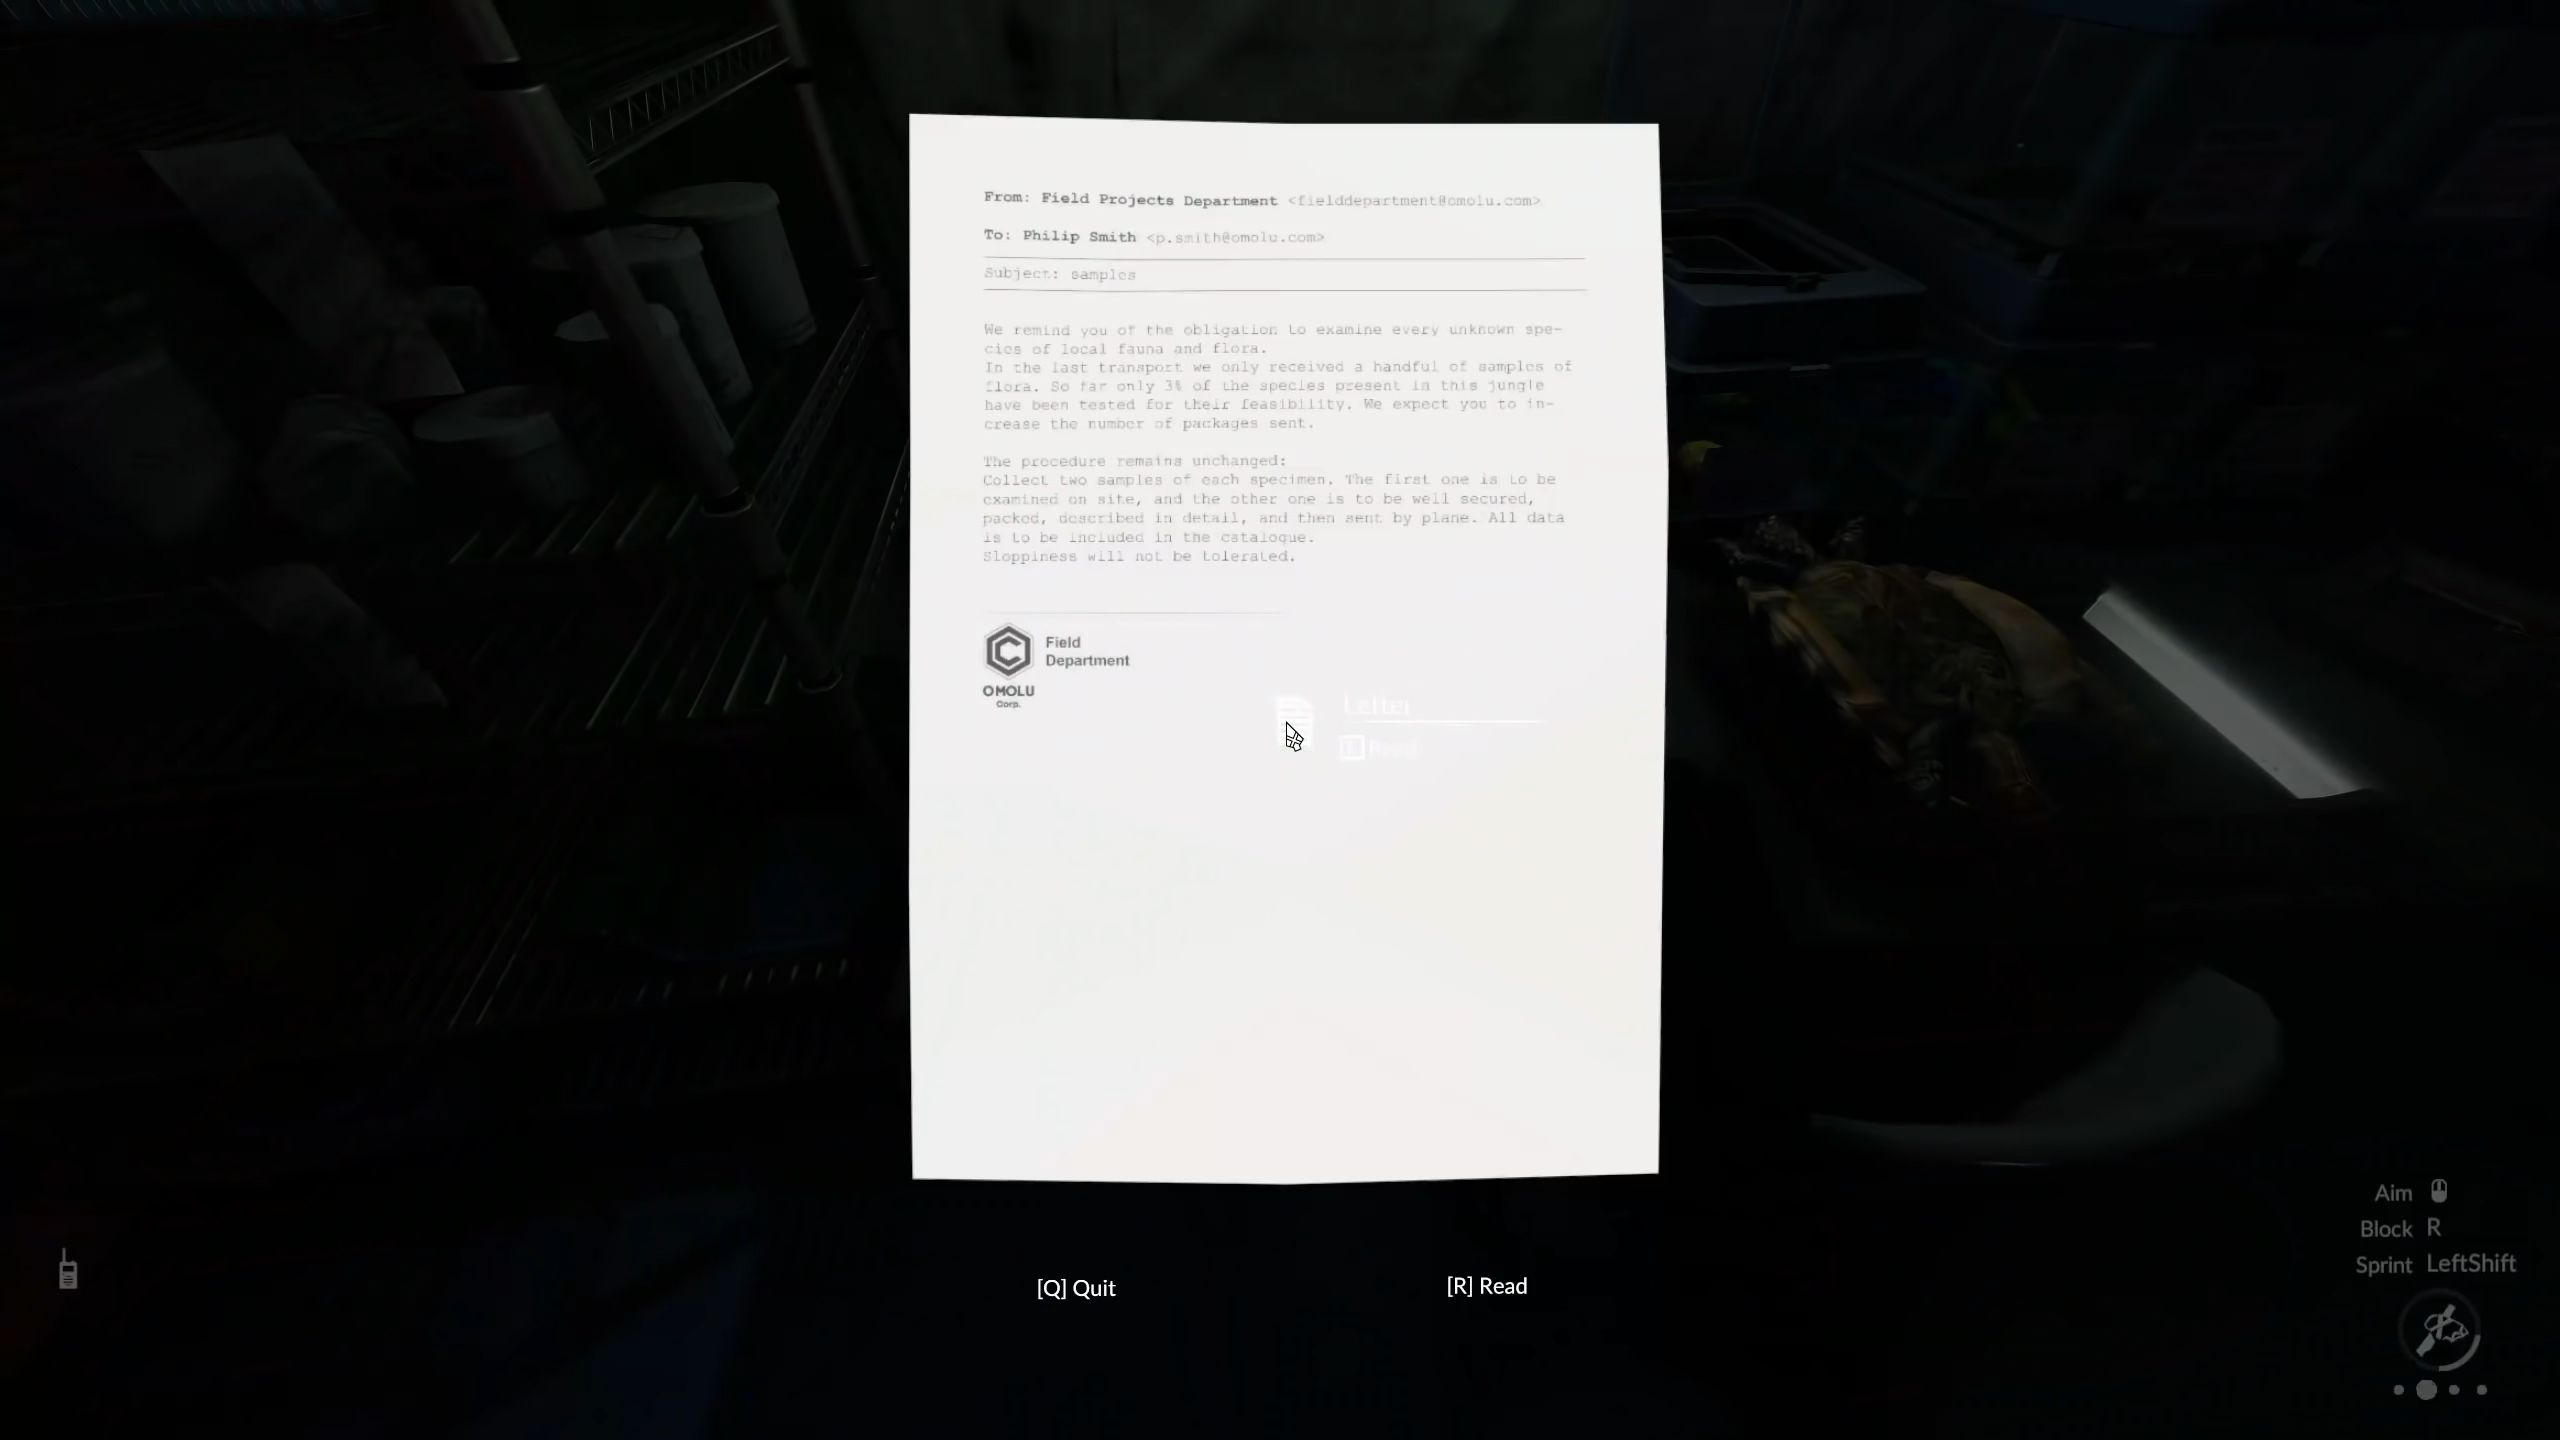 From: Field Projects Department <fielddepartment@omolu.com>
To: Philip Smith <p.smith@omolu.com>
Subject: samples
We remind you of the obligation to examine every unknown spe-
cies of local fauna and flora.
In the last transport we only received a handful of samples of
flora. So far only 3% of the species present in this jungle
have been tested for their feasibility. We expect you to in-
crease the number of packages sent.
The procedure remains unchanged:
Collect two samples of each specimen. The first one is to be
examined on site, and the other one is to be well secured,
packed, described in detail, and then sent by plane. All data
is to be included in the catalogue.
Sloppiness will not be tolerated.
Field
Department
OMOLU
Corp.
Letter
Read
[Q] Quit
[R] Read
Aim
Block R
Sprint LeftShift